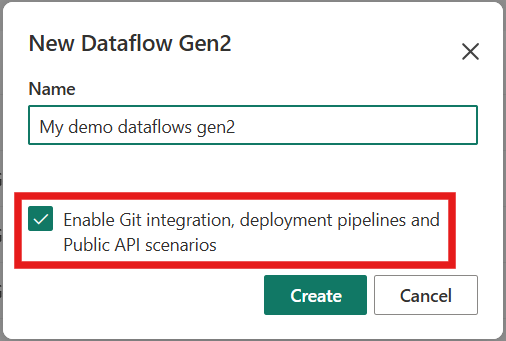 New Dataflow Gen2
Name
My demo dataflows gen2
Enable Git integration, deployment pipelines and
Public API scenarios
Create
Cancel